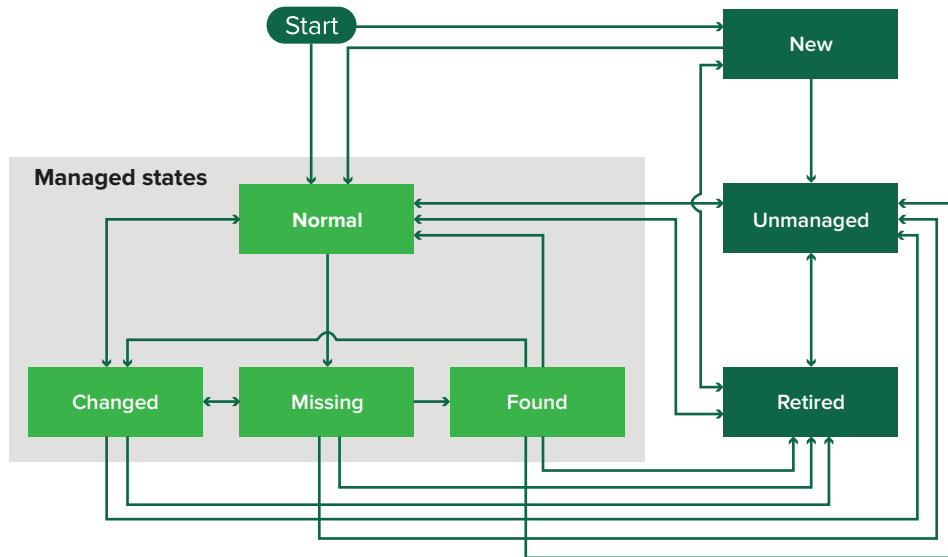 Start
New
Managed states
Normal
Unmanaged
Changed
Missing
Found
Retired